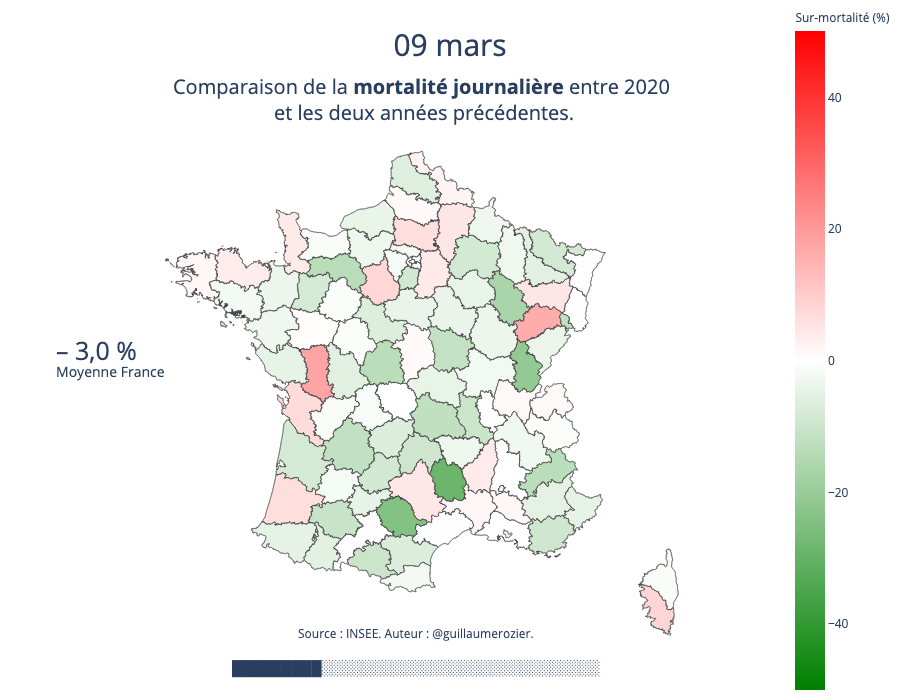 Sur-mortalité (%)
09 mars
Comparaison de la mortalité journalière entre 2020
et les deux années précédentes.
40
20
0
−20
−40
– 3,0 %
Moyenne France
Source : INSEE. Auteur : @guillaumerozier.